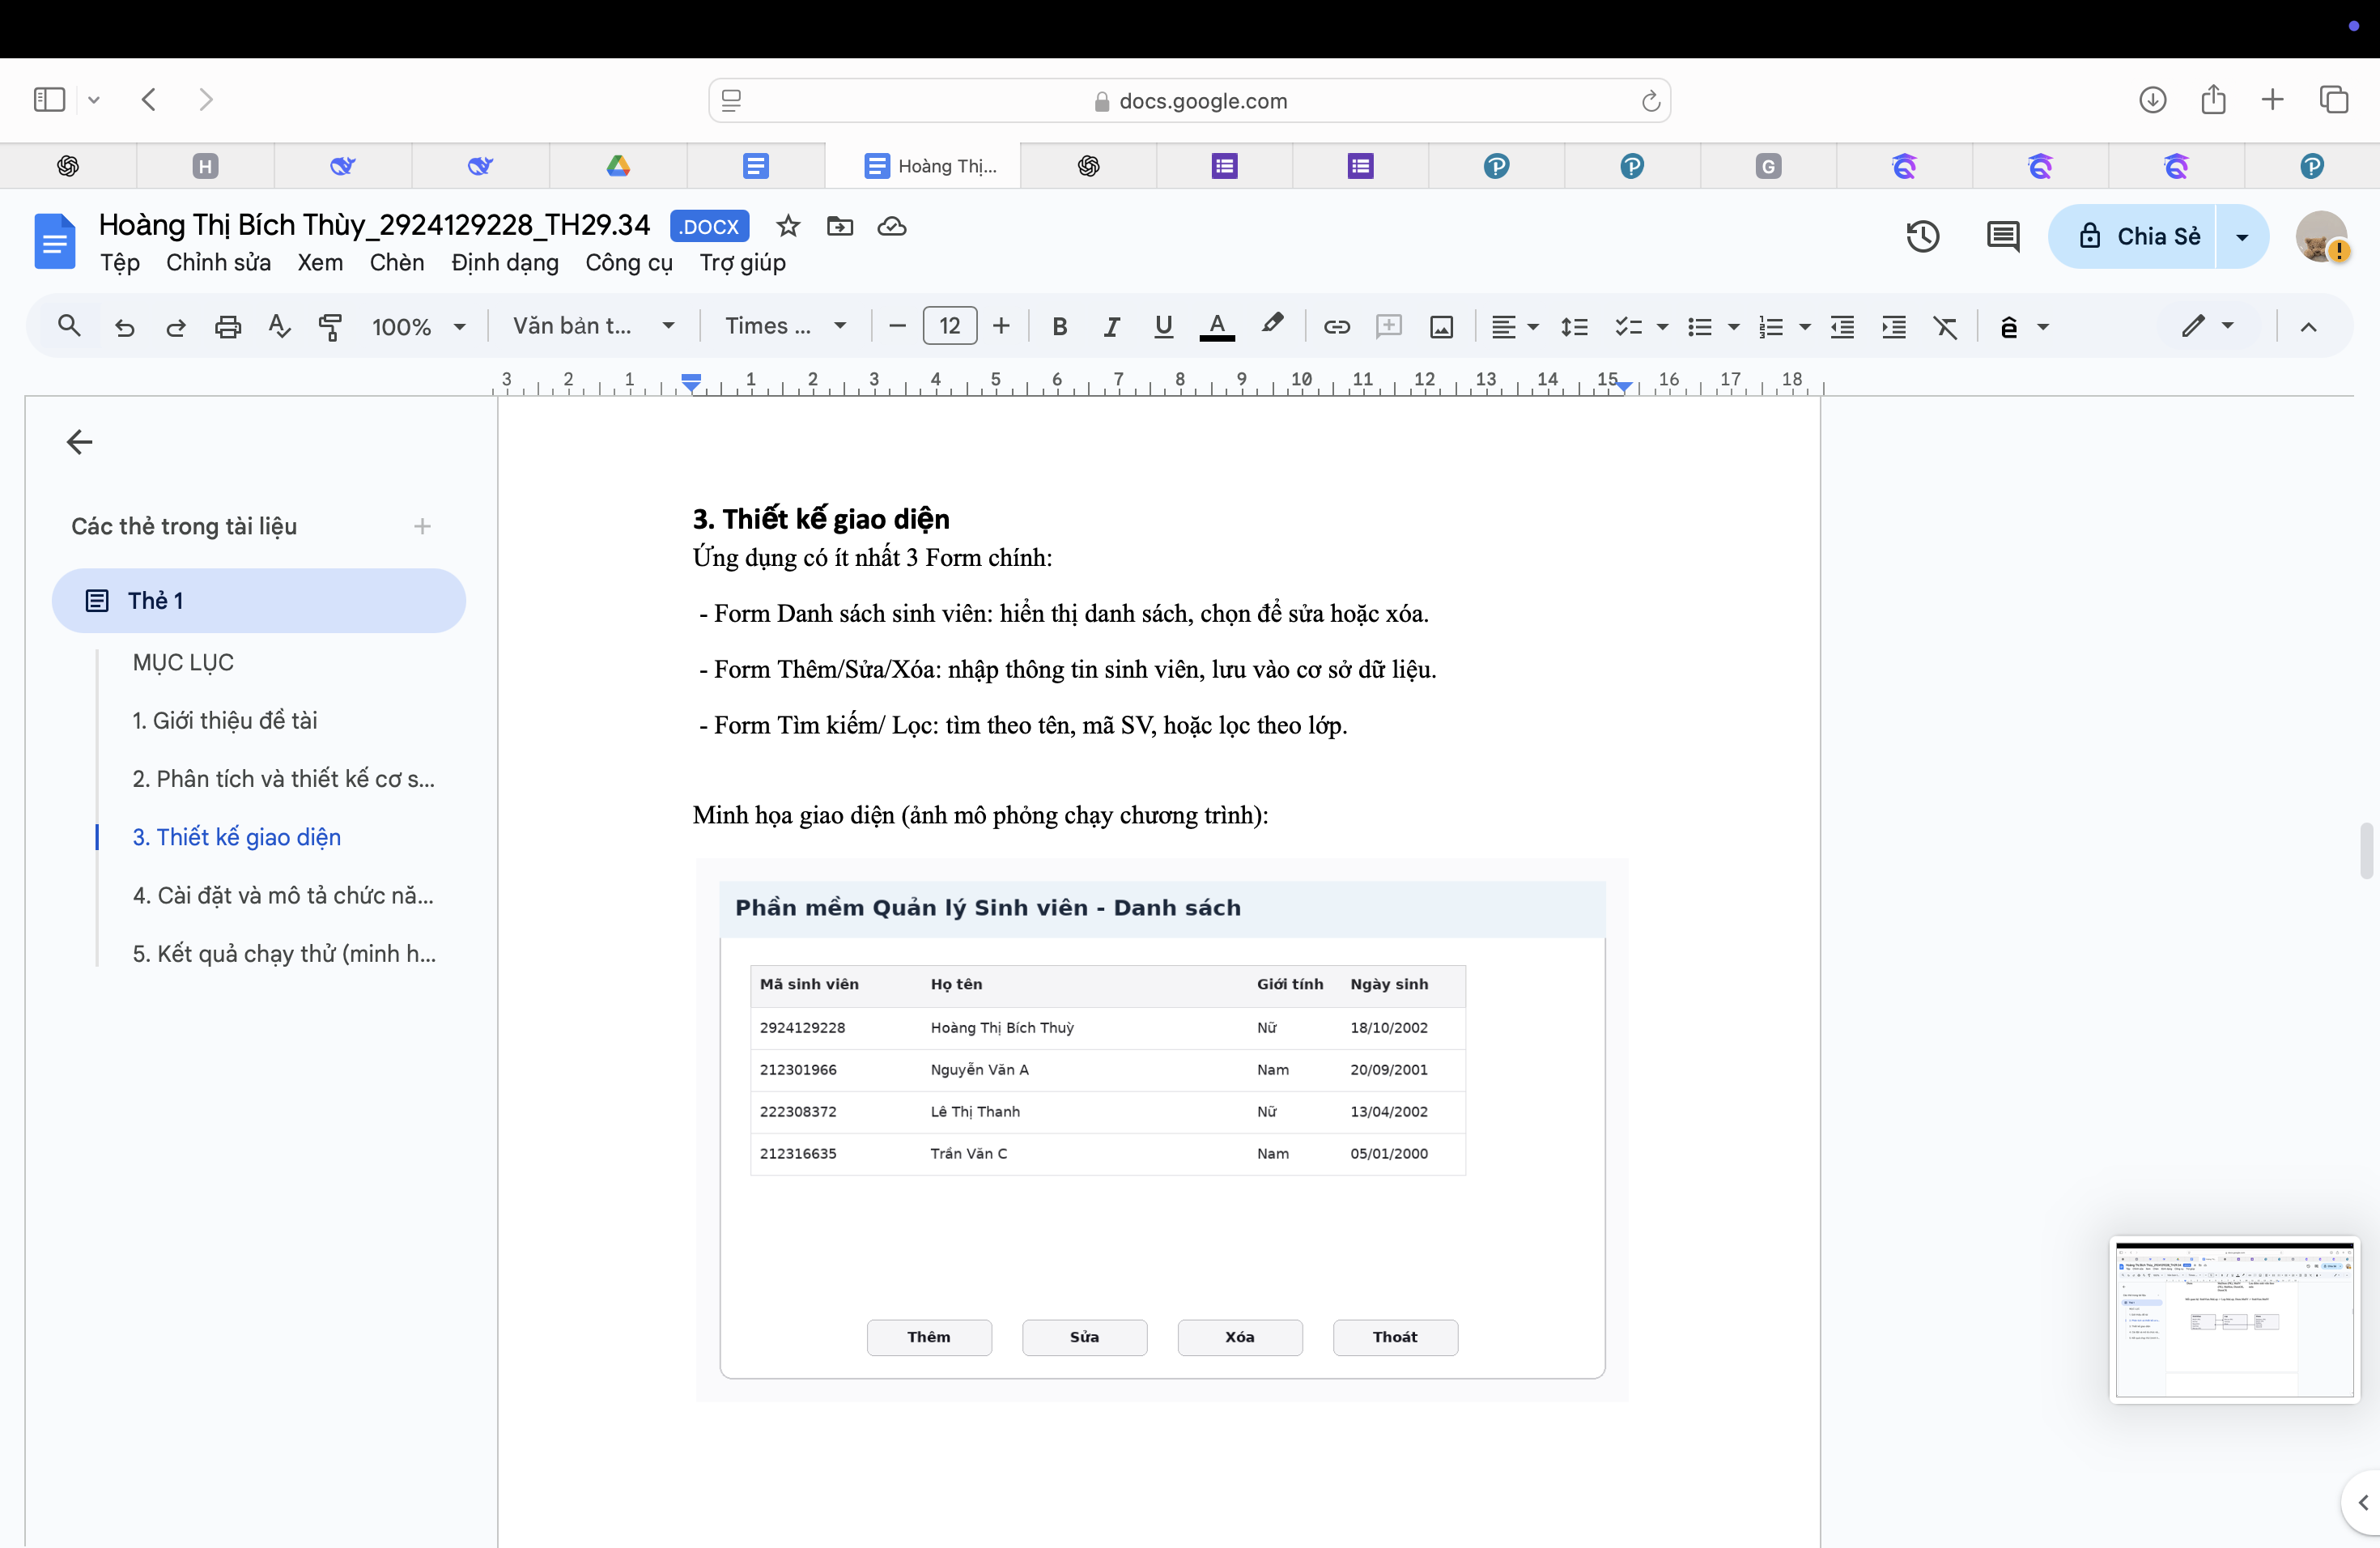 docs.google.com
H
Hoàng Thị...
G
Hoàng Thị Bích Thùy_2924129228_TH29.34 .DOCX
Tệp Chỉnh sửa Xem Chèn Định dạng Công cụ Trợ giúp
Chia Sẻ
100% Văn bản t... Times ... 12 B I U A ê
3 2 1 1 2 3 4 5 6 7 8 9 10 11 12 13 14 15 16 17 18
Các thẻ trong tài liệu
Thẻ 1
MỤC LỤC
1. Giới thiệu đề tài
2. Phân tích và thiết kế cơ s...
3. Thiết kế giao diện
4. Cài đặt và mô tả chức nă...
5. Kết quả chạy thử (minh h...
3. Thiết kế giao diện
Ứng dụng có ít nhất 3 Form chính:
- Form Danh sách sinh viên: hiển thị danh sách, chọn để sửa hoặc xóa.
- Form Thêm/Sửa/Xóa: nhập thông tin sinh viên, lưu vào cơ sở dữ liệu.
- Form Tìm kiếm/ Lọc: tìm theo tên, mã SV, hoặc lọc theo lớp.
Minh họa giao diện (ảnh mô phỏng chạy chương trình):
Phần mềm Quản lý Sinh viên - Danh sách
Mã sinh viên Họ tên Giới tính Ngày sinh
2924129228 Hoàng Thị Bích Thuỳ Nữ 18/10/2002
212301966 Nguyễn Văn A Nam 20/09/2001
222308372 Lê Thị Thanh Nữ 13/04/2002
212316635 Trần Văn C Nam 05/01/2000
Thêm Sửa Xóa Thoát